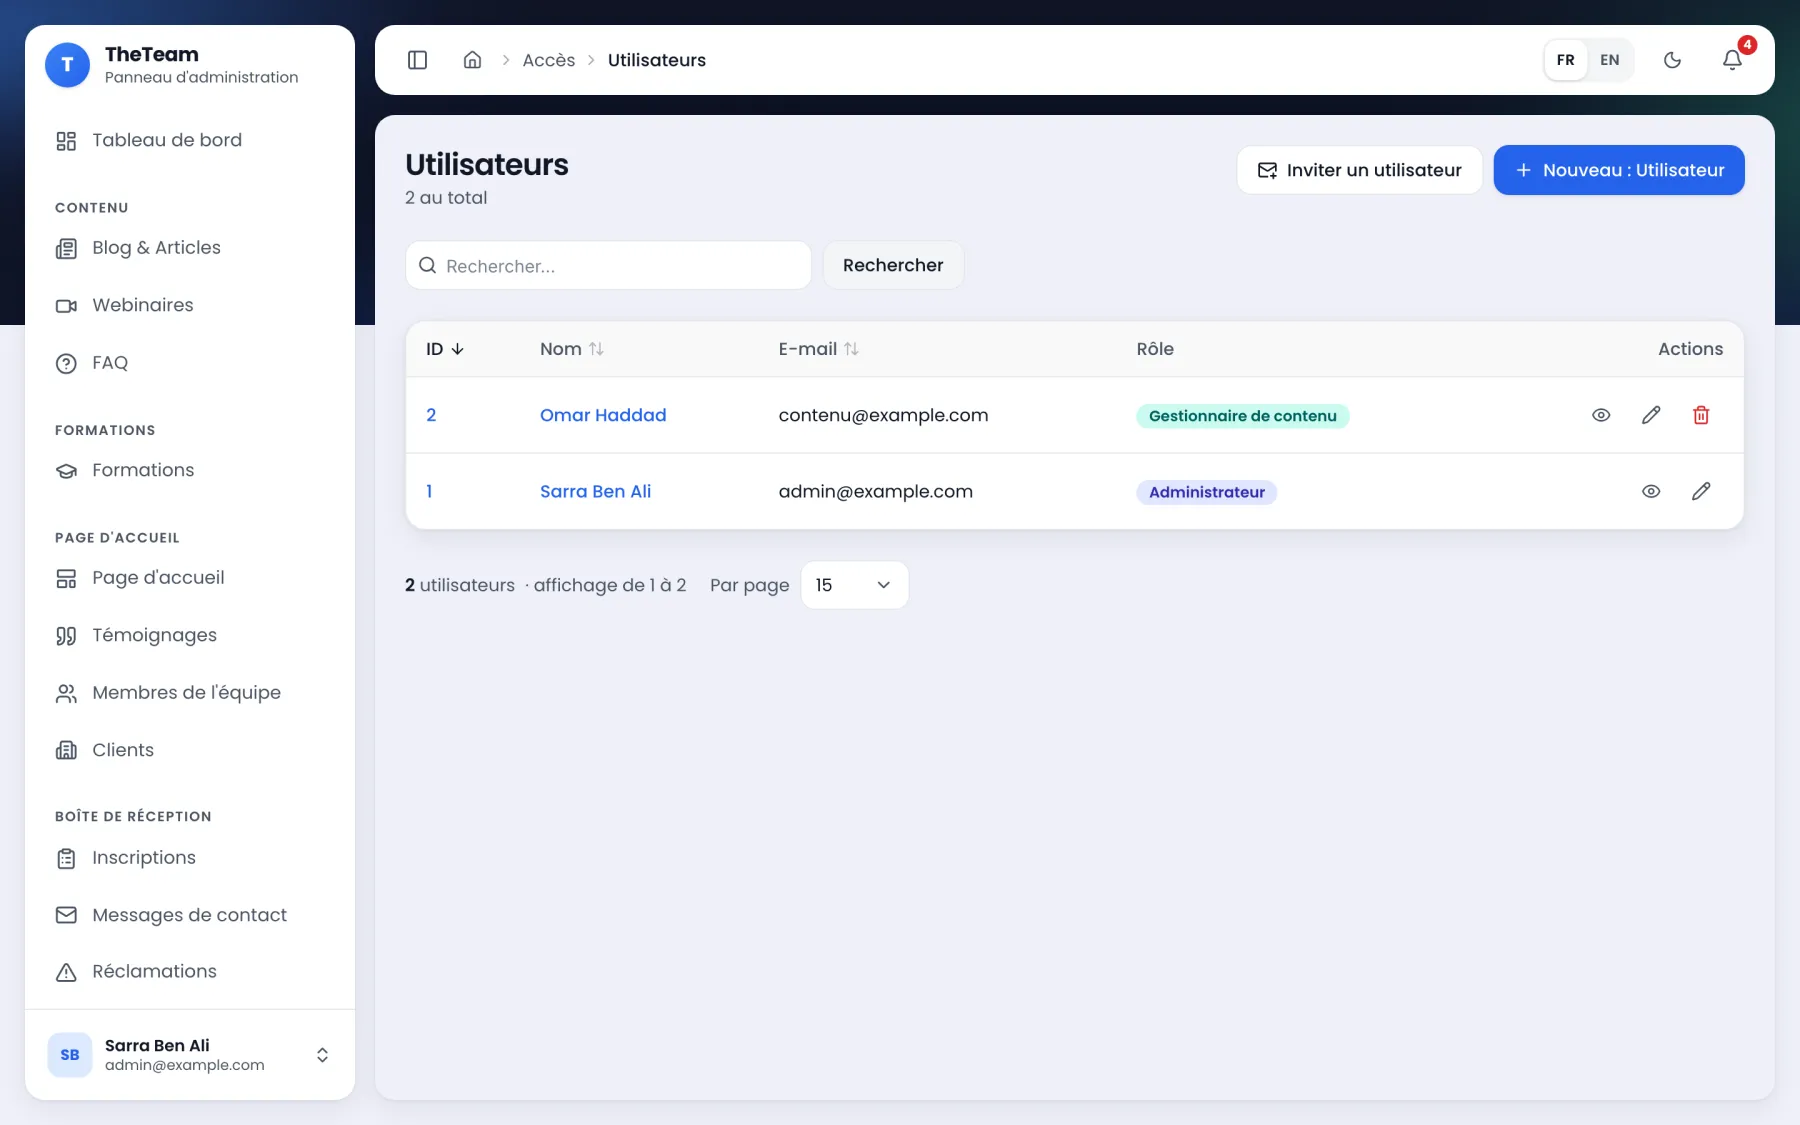 T
TheTeam
Panneau d'administration
Tableau de bord
CONTENU
Blog & Articles
Webinaires
FAQ
FORMATIONS
Formations
PAGE D'ACCUEIL
Page d'accueil
Témoignages
Membres de l'équipe
Clients
BOÎTE DE RÉCEPTION
Inscriptions
Messages de contact
Réclamations
SB
Sarra Ben Ali
admin@example.com
Accès
Utilisateurs
FR EN
4
Utilisateurs
2 au total
Inviter un utilisateur
Nouveau : Utilisateur
Rechercher...
Rechercher
ID Nom E-mail Rôle Actions
2 Omar Haddad contenu@example.com Gestionnaire de contenu
1 Sarra Ben Ali admin@example.com Administrateur
2 utilisateurs · affichage de 1 à 2 Par page 15